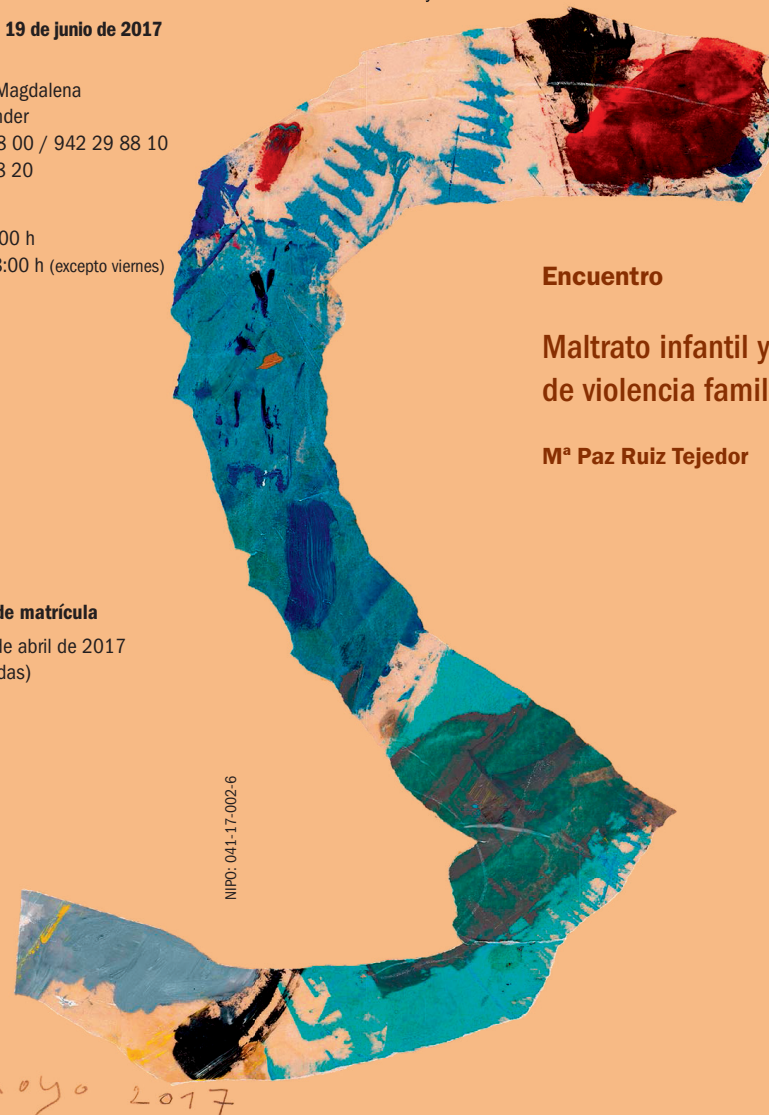 19 de junio de 2017
Magdalena
nder
3 00 / 942 29 88 10
3 20
00 h
3:00 h (excepto viernes)
Encuentro
Maltrato infantil y
de violencia famil
Mª Paz Ruiz Tejedor
de matrícula
de abril de 2017
das)
NIPO: 041-17-002-6
oyo 2017